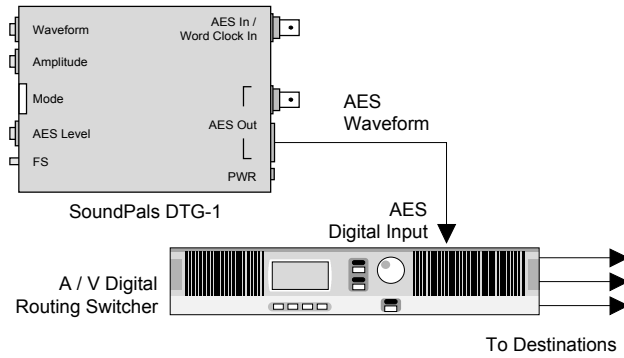 Waveform
Amplitude
Mode
AES Level
FS
AES In /
Word Clock In
AES Out
PWR
SoundPals DTG-1
AES
Waveform
AES
Digital Input
A / V Digital
Routing Switcher
To Destinations